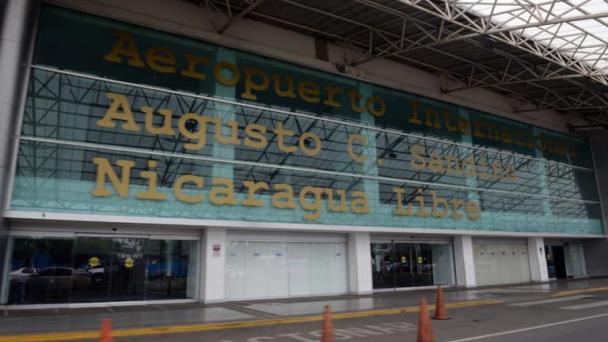 Aeropuerto Internacional
Augusto C. Sandino
Nicaragua Libre